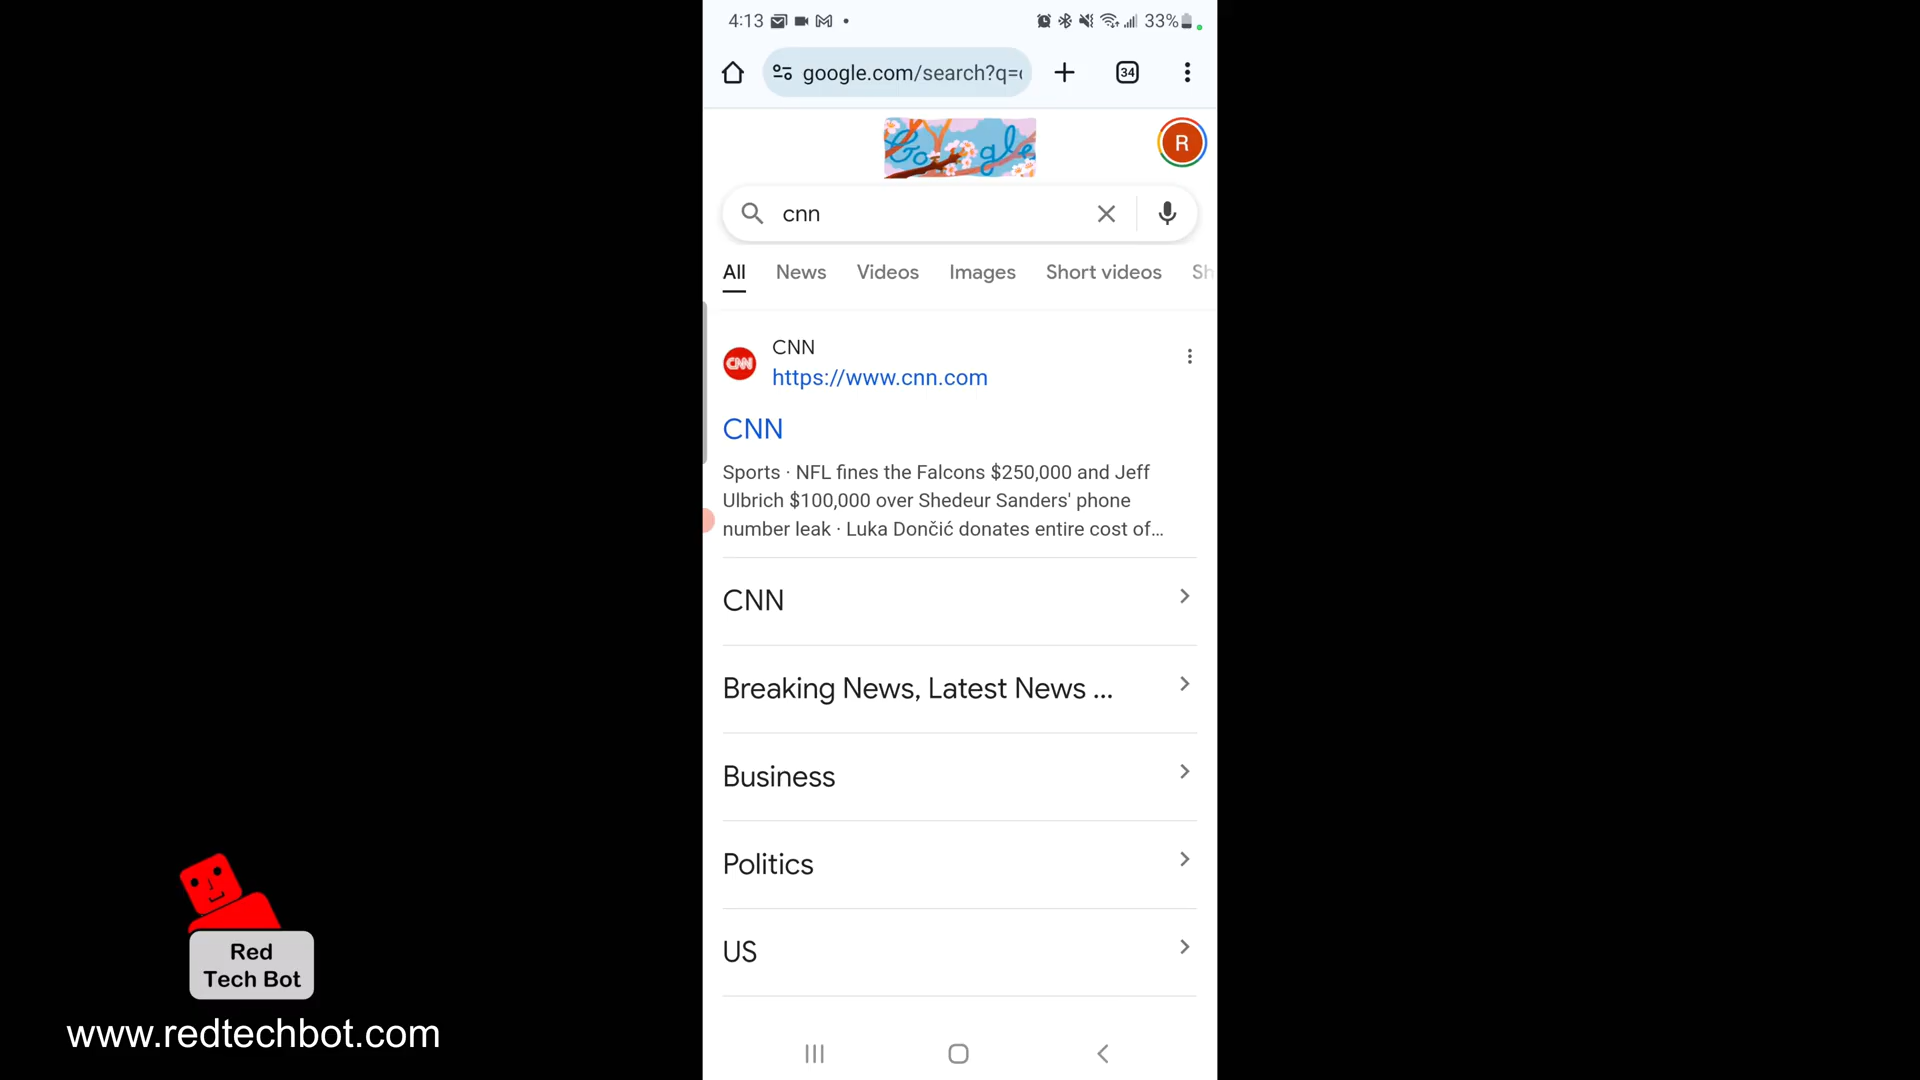 4:13
33%
google.com/search?q=
34
Google
R
cnn
All News Videos Images Short videos Sh
CNN
CNN
https://www.cnn.com
CNN
Sports · NFL fines the Falcons $250,000 and Jeff
Ulbrich $100,000 over Shedeur Sanders' phone
number leak · Luka Dončić donates entire cost of...
CNN
Breaking News, Latest News ...
Business
Politics
US
Red
Tech Bot
www.redtechbot.com